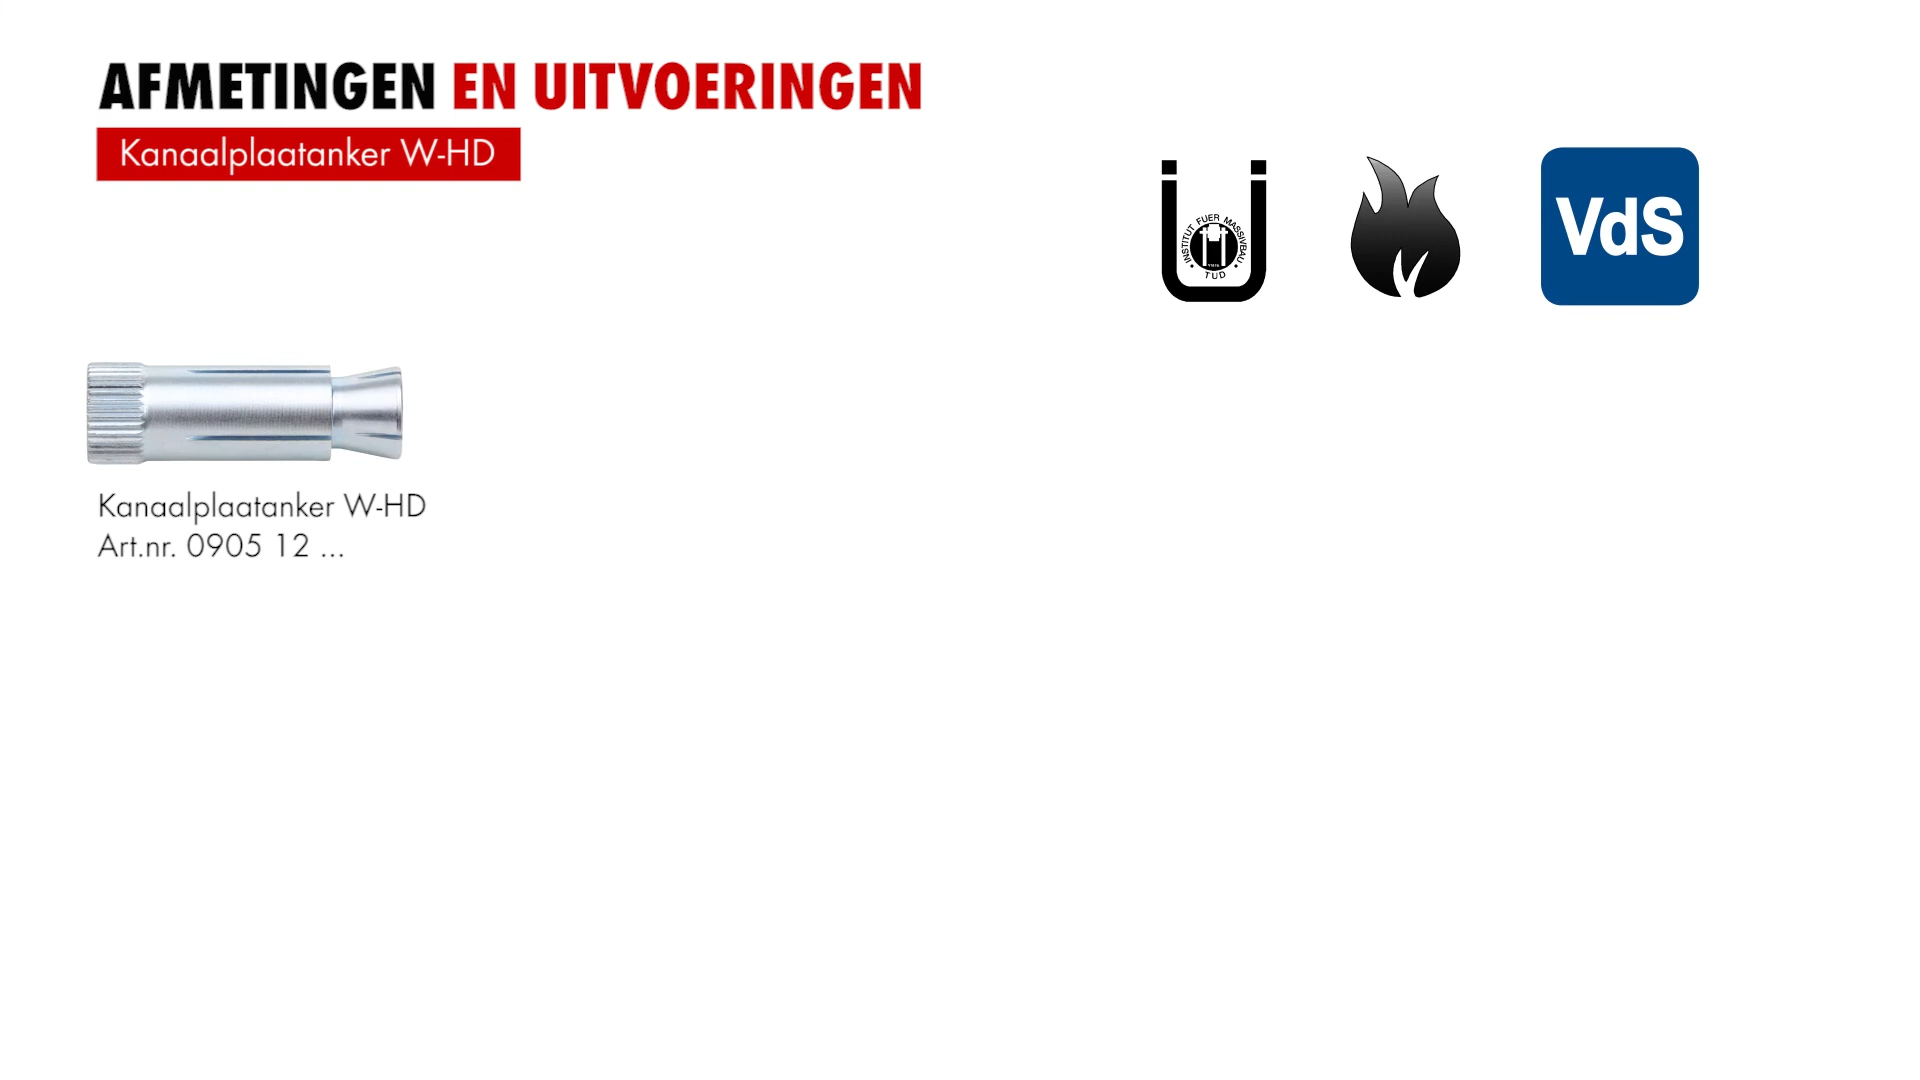 AFMETINGEN EN UITVOERINGEN
Kanaalplaatanker W-HD
INSTITUT FUER MASSIVBAU
TUD
VdS
Kanaalplaatanker W-HD
Art.nr. 0905 12 ...